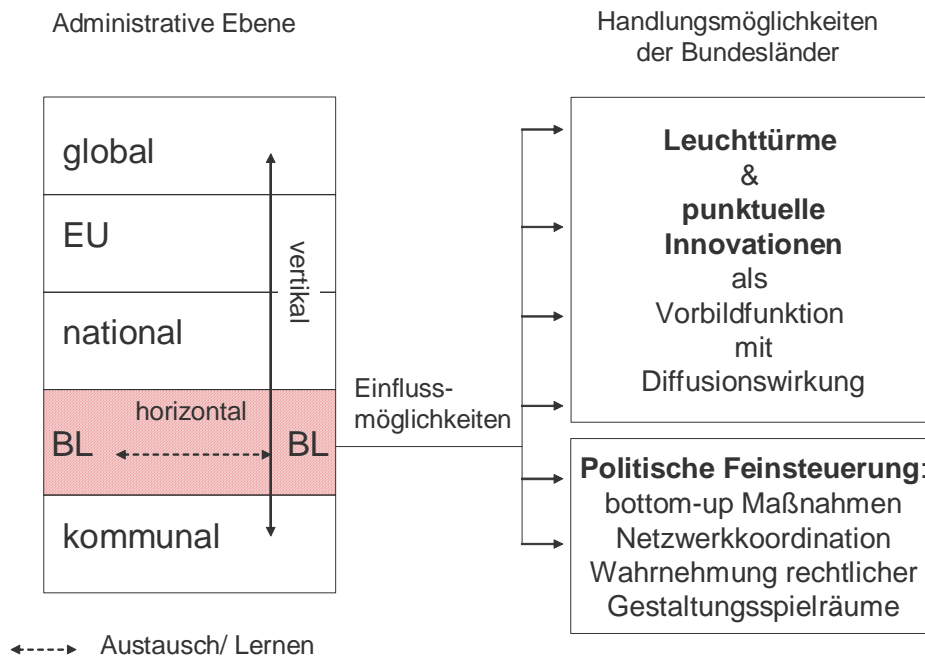 Administrative Ebene
Handlungsmöglichkeiten
der Bundesländer
global
EU
national
vertikal
horizontal
BL
BL
kommunal
Einfluss-
möglichkeiten
Leuchttürme
&
punktuelle
Innovationen
als
Vorbildfunktion
mit
Diffusionswirkung
Politische Feinsteuerung:
bottom-up Maßnahmen
Netzwerkkoordination
Wahrnehmung rechtlicher
Gestaltungsspielräume
Austausch/ Lernen